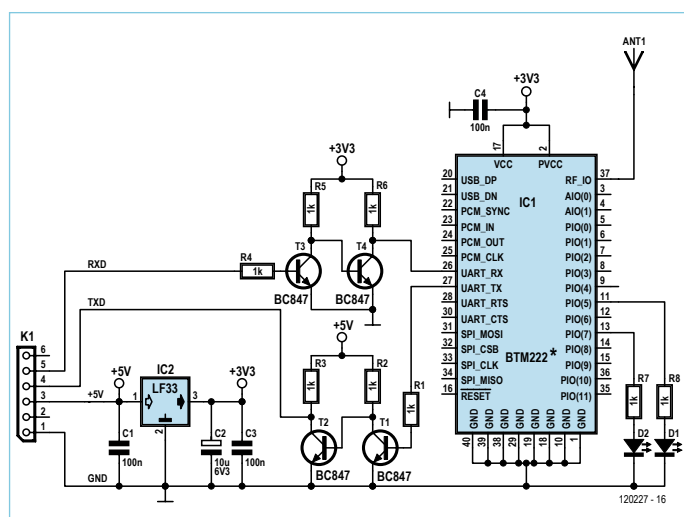 ANT1
+3V3
C4
100n
17
2
VCC
PVCC
+3V3
R5
1k
R6
1k
20 USB_DP
21 USB_DN
22 PCM_SYNC
23 PCM_IN
24 PCM_OUT
25 PCM_CLK
26 UART_RX
27 UART_TX
28 UART_RTS
30 UART_CTS
31 SPI_MOSI
32 SPI_CSB
33 SPI_CLK
34 SPI_MISO
16 RESET
IC1
BTM222*
RF_IO 37
AIO(0) 3
AIO(1) 4
PIO(0) 5
PIO(1) 6
PIO(2) 7
PIO(3) 8
PIO(4) 9
PIO(5) 11
PIO(6) 12
PIO(7) 13
PIO(8) 14
PIO(9) 15
PIO(10) 36
PIO(11) 35
GND GND GND GND GND GND GND GND GND
40 39 38 29 19 18 10 1
RXD
R4
1k
T3
T4
BC847
BC847
TXD
+5V
R3
1k
R2
1k
R1
1k
T2
T1
BC847
BC847
K1
6
5
4
3
2
1
+5V
+5V
IC2
1 LF33 3
2
+3V3
C1
100n
C2
10u
6V3
C3
100n
GND
R7
1k
R8
1k
D2
D1
120227 - 16